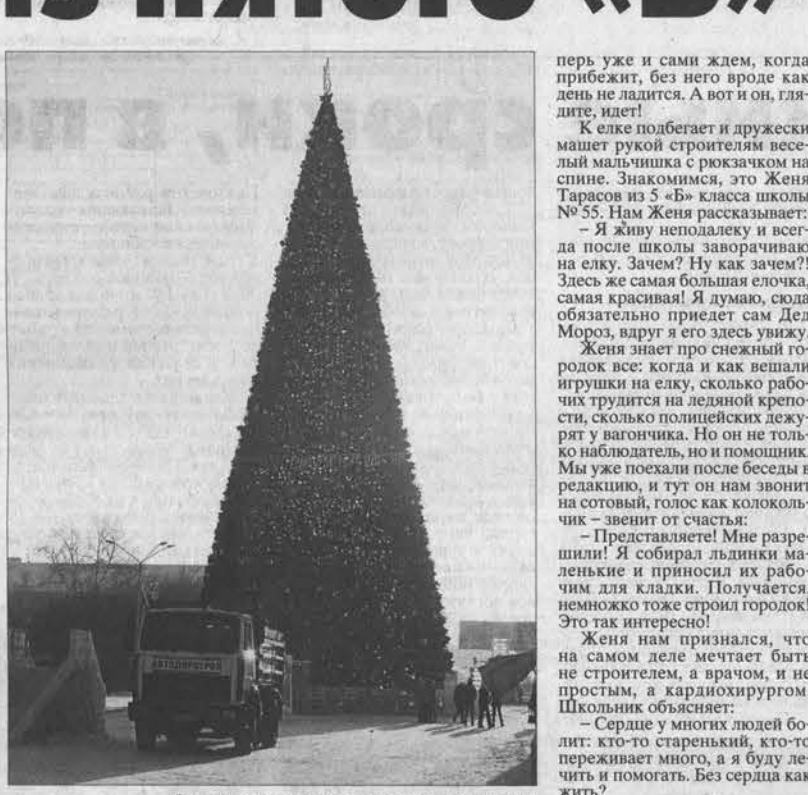 ИЗ ПЯТОГО «Б»
АВТОДОРСТРОЙ
перь уже и сами ждем, когда
прибежит, без него вроде как
день не ладится. А вот и он, гля-
дите, идет!
К елке подбегает и дружески
машет рукой строителям весе-
лый мальчишка с рюкзачком на
спине. Знакомимся, это Женя
Тарасов из 5 «Б» класса школы
№ 55. Нам Женя рассказывает:
– Я живу неподалеку и всег-
да после школы заворачиваю
на елку. Зачем? Ну как зачем?!
Здесь же самая большая елочка,
самая красивая! Я думаю, сюда
обязательно приедет сам Дед
Мороз, вдруг я его здесь увижу.
Женя знает про снежный го-
родок все: когда и как вешали
игрушки на елку, сколько рабо-
чих трудится на ледяной крепо-
сти, сколько полицейских дежу-
рят у вагончика. Но он не толь-
ко наблюдатель, но и помощник.
Мы уже поехали после беседы в
редакцию, и тут он нам звонит
на сотовый, голос как колоколь-
чик – звенит от счастья:
– Представляете! Мне разре-
шили! Я собирал льдинки ма-
ленькие и приносил их рабо-
чим для кладки. Получается,
немножко тоже строил городок!
Это так интересно!
Женя нам признался, что
на самом деле мечтает быть
не строителем, а врачом, и не
простым, а кардиохирургом.
Школьник объясняет:
– Сердце у многих людей бо-
лит: кто-то старенький, кто-то
переживает много, а я буду ле-
чить и помогать. Без сердца как
жить?